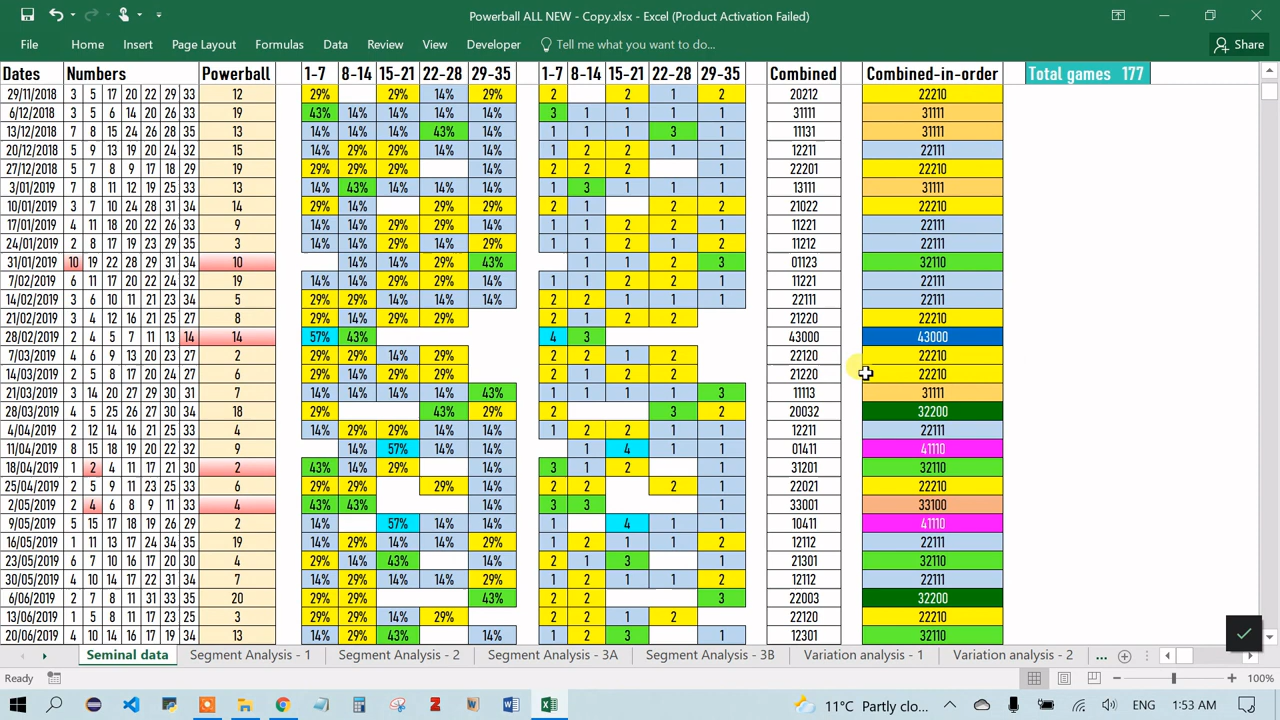 Powerball ALL NEW - Copy.xlsx - Excel (Product Activation Failed)
File Home Insert Page Layout Formulas Data Review View Developer Tell me what you want to do... Share
Dates Numbers Powerball 1-7 8-14 15-21 22-28 29-35 1-7 8-14 15-21 22-28 29-35 Combined Combined-in-order Total games 177
29/11/2018 3 5 17 20 22 29 33 12 29% 29% 14% 29% 2 2 1 2 20212 22210
6/12/2018 3 5 6 14 20 26 33 19 43% 14% 14% 14% 14% 3 1 1 1 1 31111 31111
13/12/2018 7 8 15 24 26 28 35 13 14% 14% 14% 43% 14% 1 1 1 3 1 11131 31111
20/12/2018 5 9 13 19 20 24 32 15 14% 29% 29% 14% 14% 1 2 2 1 1 12211 22111
27/12/2018 5 7 8 9 17 18 29 19 29% 29% 29% 14% 2 2 2 1 22201 22210
3/01/2019 7 8 11 12 19 25 33 13 14% 43% 14% 14% 14% 1 3 1 1 1 13111 31111
10/01/2019 3 7 10 24 28 31 34 14 29% 14% 29% 29% 2 1 2 2 21022 22210
17/01/2019 4 11 18 20 22 26 33 9 14% 14% 29% 29% 14% 1 1 2 2 1 11221 22111
24/01/2019 2 8 17 19 23 29 35 3 14% 14% 29% 14% 29% 1 1 2 1 2 11212 22111
31/01/2019 10 19 22 28 29 31 34 10 14% 14% 29% 43% 1 1 2 3 01123 32110
7/02/2019 6 11 17 20 22 28 31 19 14% 14% 29% 29% 14% 1 1 2 2 1 11221 22111
14/02/2019 3 6 10 11 21 23 34 5 29% 29% 14% 14% 14% 2 2 1 1 1 22111 22111
21/02/2019 3 4 12 16 21 25 27 8 29% 14% 29% 29% 2 1 2 2 21220 22210
28/02/2019 2 4 5 7 11 13 14 14 57% 43% 4 3 43000 43000
7/03/2019 4 6 9 13 20 23 27 2 29% 29% 14% 29% 2 2 1 2 22120 22210
14/03/2019 2 5 8 17 20 24 27 6 29% 14% 29% 29% 2 1 2 2 21220 22210
21/03/2019 3 14 20 27 29 30 31 7 14% 14% 14% 14% 43% 1 1 1 1 3 11113 31111
28/03/2019 4 5 25 26 27 30 34 18 29% 43% 29% 2 3 2 20032 32200
4/04/2019 2 12 14 16 21 25 33 4 14% 29% 29% 14% 14% 1 2 2 1 1 12211 22111
11/04/2019 8 15 18 19 20 22 32 9 14% 57% 14% 14% 1 4 1 1 01411 41110
18/04/2019 1 2 4 11 17 21 30 2 43% 14% 29% 14% 3 1 2 1 31201 32110
25/04/2019 2 5 9 11 23 25 33 6 29% 29% 29% 14% 2 2 2 1 22021 22210
2/05/2019 2 4 6 8 9 11 33 4 43% 43% 14% 3 3 1 33001 33100
9/05/2019 5 15 17 18 19 26 29 2 14% 57% 14% 14% 1 4 1 1 10411 41110
16/05/2019 1 11 13 17 24 34 35 19 14% 29% 14% 14% 29% 1 2 1 1 2 12112 22111
23/05/2019 6 7 10 15 17 20 30 4 29% 14% 43% 14% 2 1 3 1 21301 32110
30/05/2019 4 10 14 17 22 31 34 7 14% 29% 14% 14% 29% 1 2 1 1 2 12112 22111
6/06/2019 2 7 8 11 31 33 35 20 29% 29% 43% 2 2 3 22003 32200
13/06/2019 1 5 8 11 17 23 25 3 29% 29% 14% 29% 2 2 1 2 22120 22210
20/06/2019 4 10 14 16 17 19 34 13 14% 29% 43% 14% 1 2 3 1 12301 32110
Seminal data Segment Analysis - 1 Segment Analysis - 2 Segment Analysis - 3A Segment Analysis - 3B Variation analysis - 1 Variation analysis - 2 ...
Ready 100%
11°C Partly clo... ENG 1:53 AM